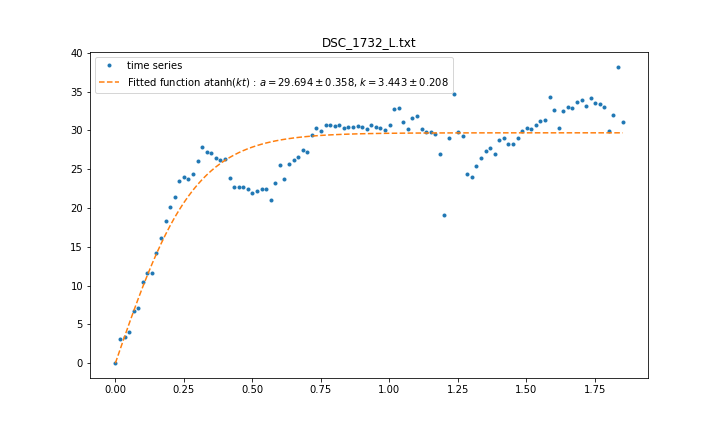 DSC_1732_L.txt
time series
Fitted function atanh(kt) : a = 29.694 ± 0.358, k = 3.443 ± 0.208
40
35
30
25
20
15
10
5
0
0.00 0.25 0.50 0.75 1.00 1.25 1.50 1.75